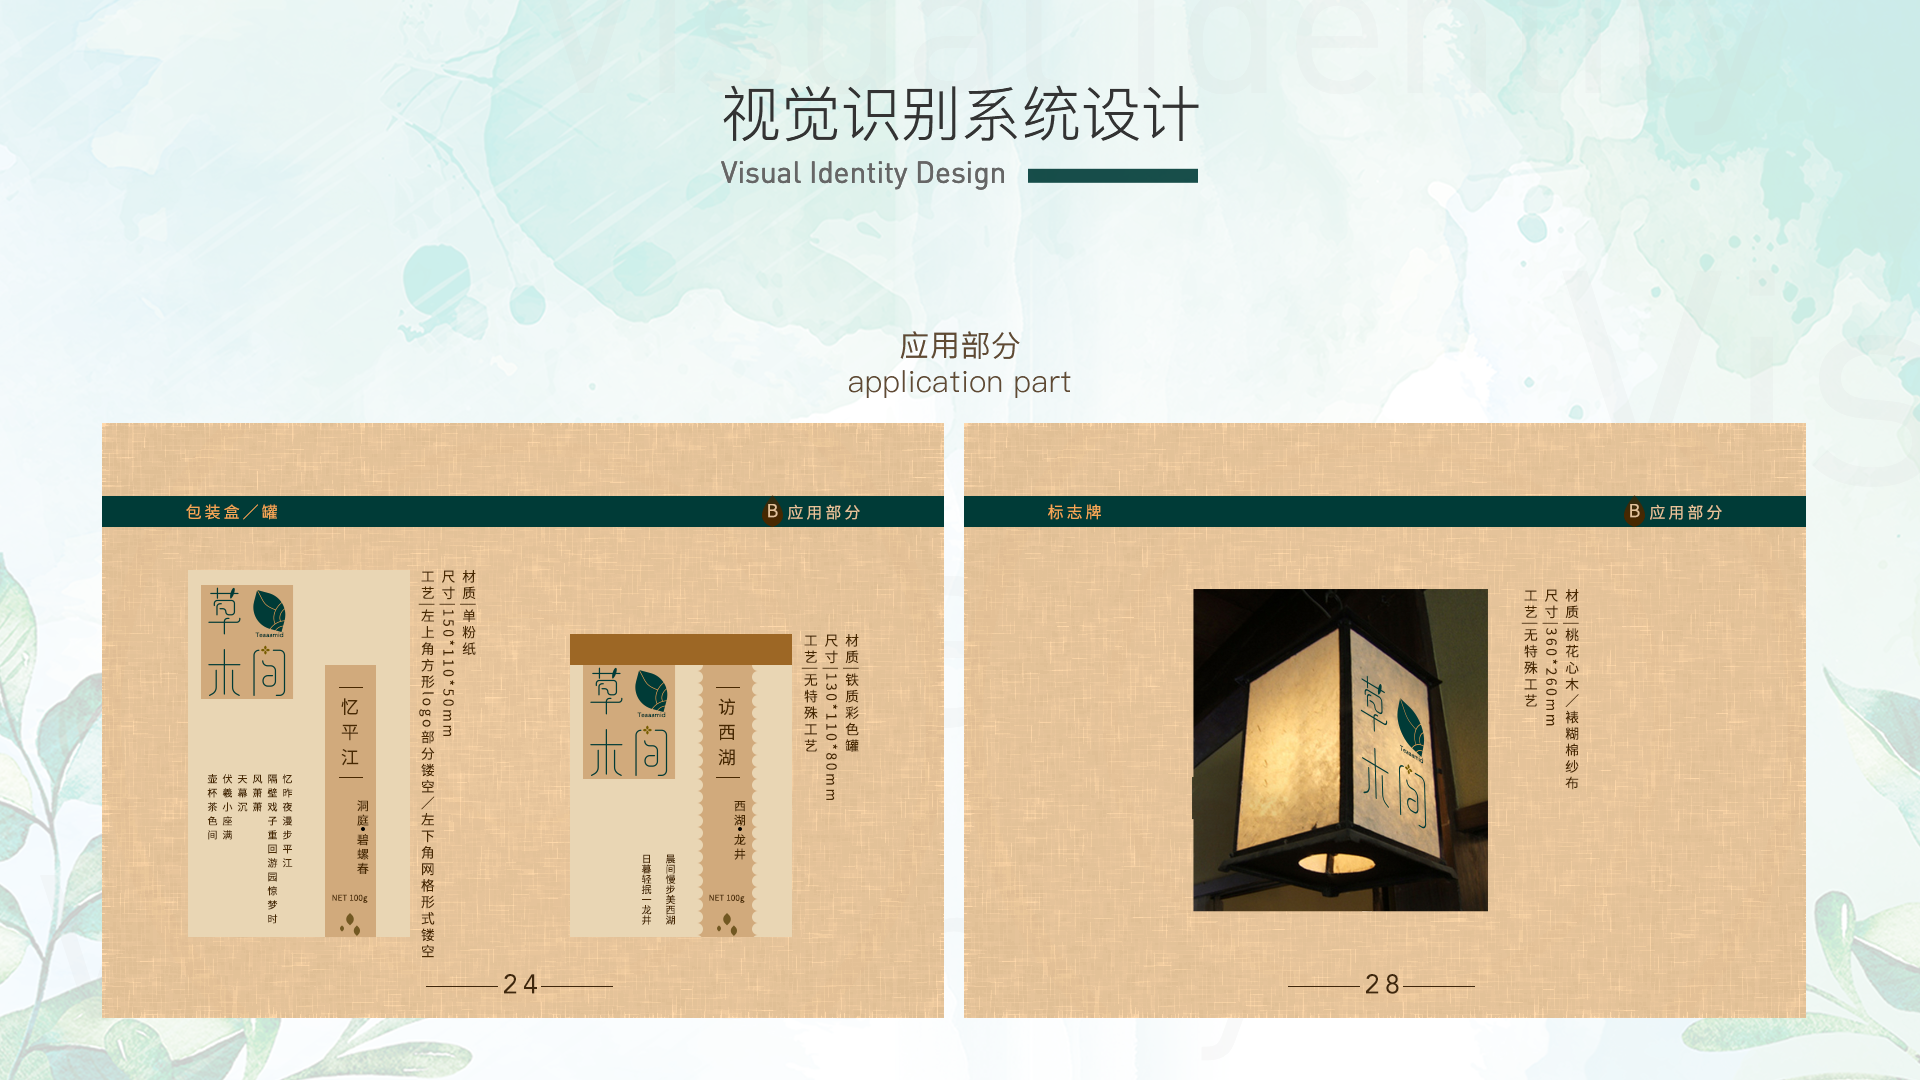 视觉识别系统设计
Visual Identity Design
应用部分
application part
包装盒／罐
B 应用部分
草
Teaamid
木间
忆平江
洞庭•碧螺春
NET 100g
忆昨夜漫步平江
隔壁戏子重回游园惊梦时
风萧萧
天幕沉
伏羲小座满
壶杯茶色间
材质|单粉纸
尺寸|150*110*50mm
工艺|左上角方形logo部分镂空／左下角网格形式镂空
草
Teaamid
木间
访西湖
西湖•龙井
NET 100g
晨间慢步美西湖
日暮轻抿一龙井
材质|铁质彩色罐
尺寸|130*110*80mm
工艺|无特殊工艺
24
标志牌
B 应用部分
草
Teaamid
木间
材质|桃花心木／裱糊棉纱布
尺寸|360*260mm
工艺|无特殊工艺
28
Visual Identity
Vis